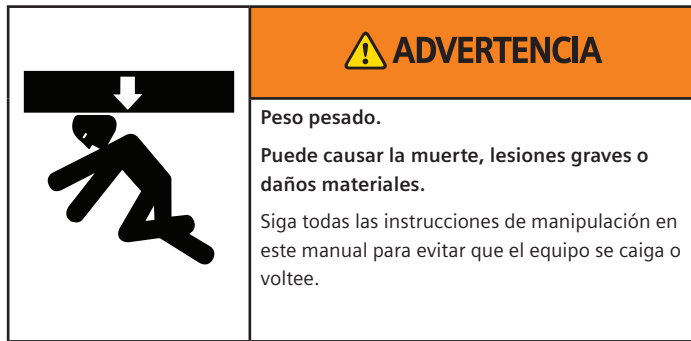 ADVERTENCIA
Peso pesado.
Puede causar la muerte, lesiones graves o
daños materiales.
Siga todas las instrucciones de manipulación en
este manual para evitar que el equipo se caiga o
voltee.